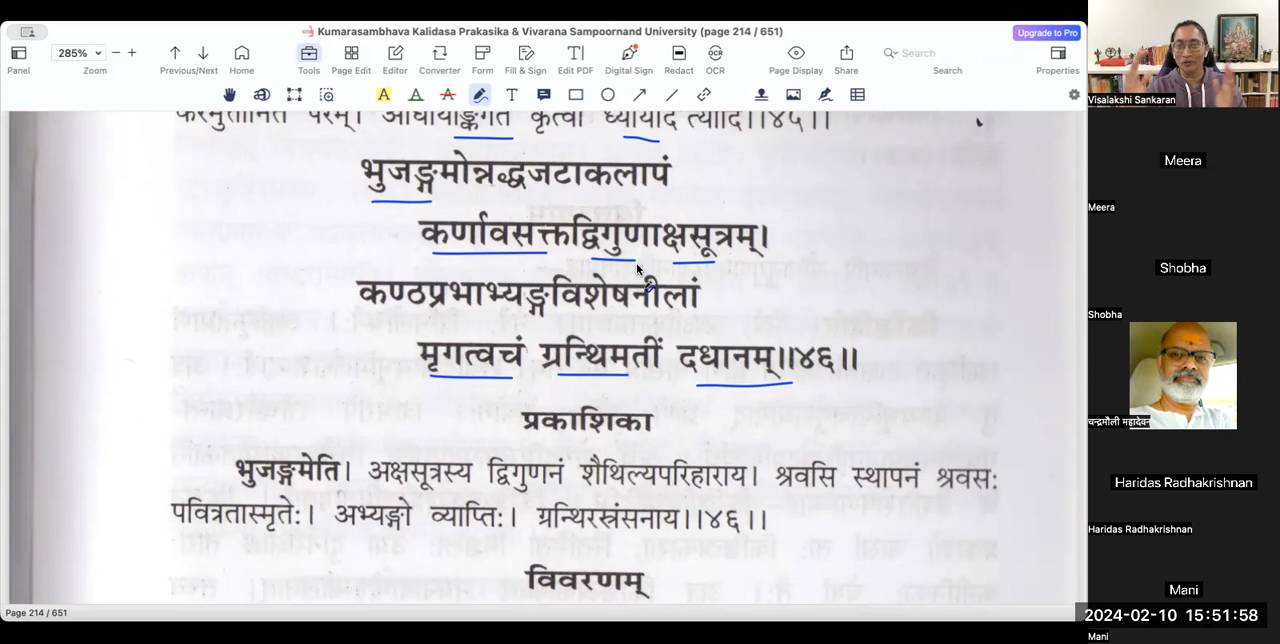 Kumarasambhava Kalidasa Prakasika & Vivarana Sampoornand University (page 214 / 651)
Upgrade to Pro
285%
Search
Panel
Zoom
Previous/Next
Home
Tools
Page Edit
Editor
Converter
Form
Fill & Sign
Edit PDF
Digital Sign
Redact
OCR
Page Display
Share
Search
Properties
परम्। आधायाङ्कगतं कृत्वा ध्यायदित्यादि।।४५।।
भुजङ्गमोन्नद्धजटाकलापं
कर्णावसक्तद्विगुणाक्षसूत्रम्।
कण्ठप्रभाभ्यङ्गविशेषनीलां
मृगत्वचं ग्रन्थिमतीं दधानम्।।४६।।
प्रकाशिका
भुजङ्गमेति। अक्षसूत्रस्य द्विगुणनं शैथिल्यपरिहाराय। श्रवसि स्थापनं श्रवसः
पवित्रतास्मृतेः। अभ्यङ्गो व्याप्तिः। ग्रन्थिरस्रंसनाय।।४६।।
विवरणम्
Page 214 / 651
Visalakshi Sankaran
Meera
Meera
Shobha
Shobha
चन्द्रमौली महादेवन
Haridas Radhakrishnan
Haridas Radhakrishnan
Mani
2024-02-10 15:51:58
Mani